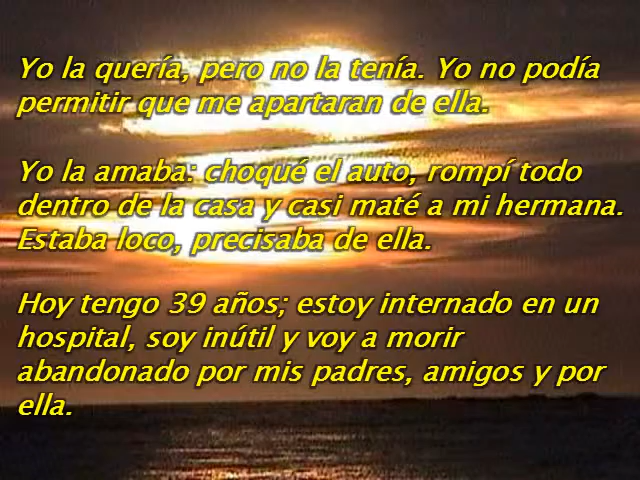 Yo la quería, pero no la tenía. Yo no podía
permitir que me apartaran de ella.
Yo la amaba: choqué el auto, rompí todo
dentro de la casa y casi maté a mi hermana.
Estaba loco, precisaba de ella.
Hoy tengo 39 años; estoy internado en un
hospital, soy inútil y voy a morir
abandonado por mis padres, amigos y por
ella.